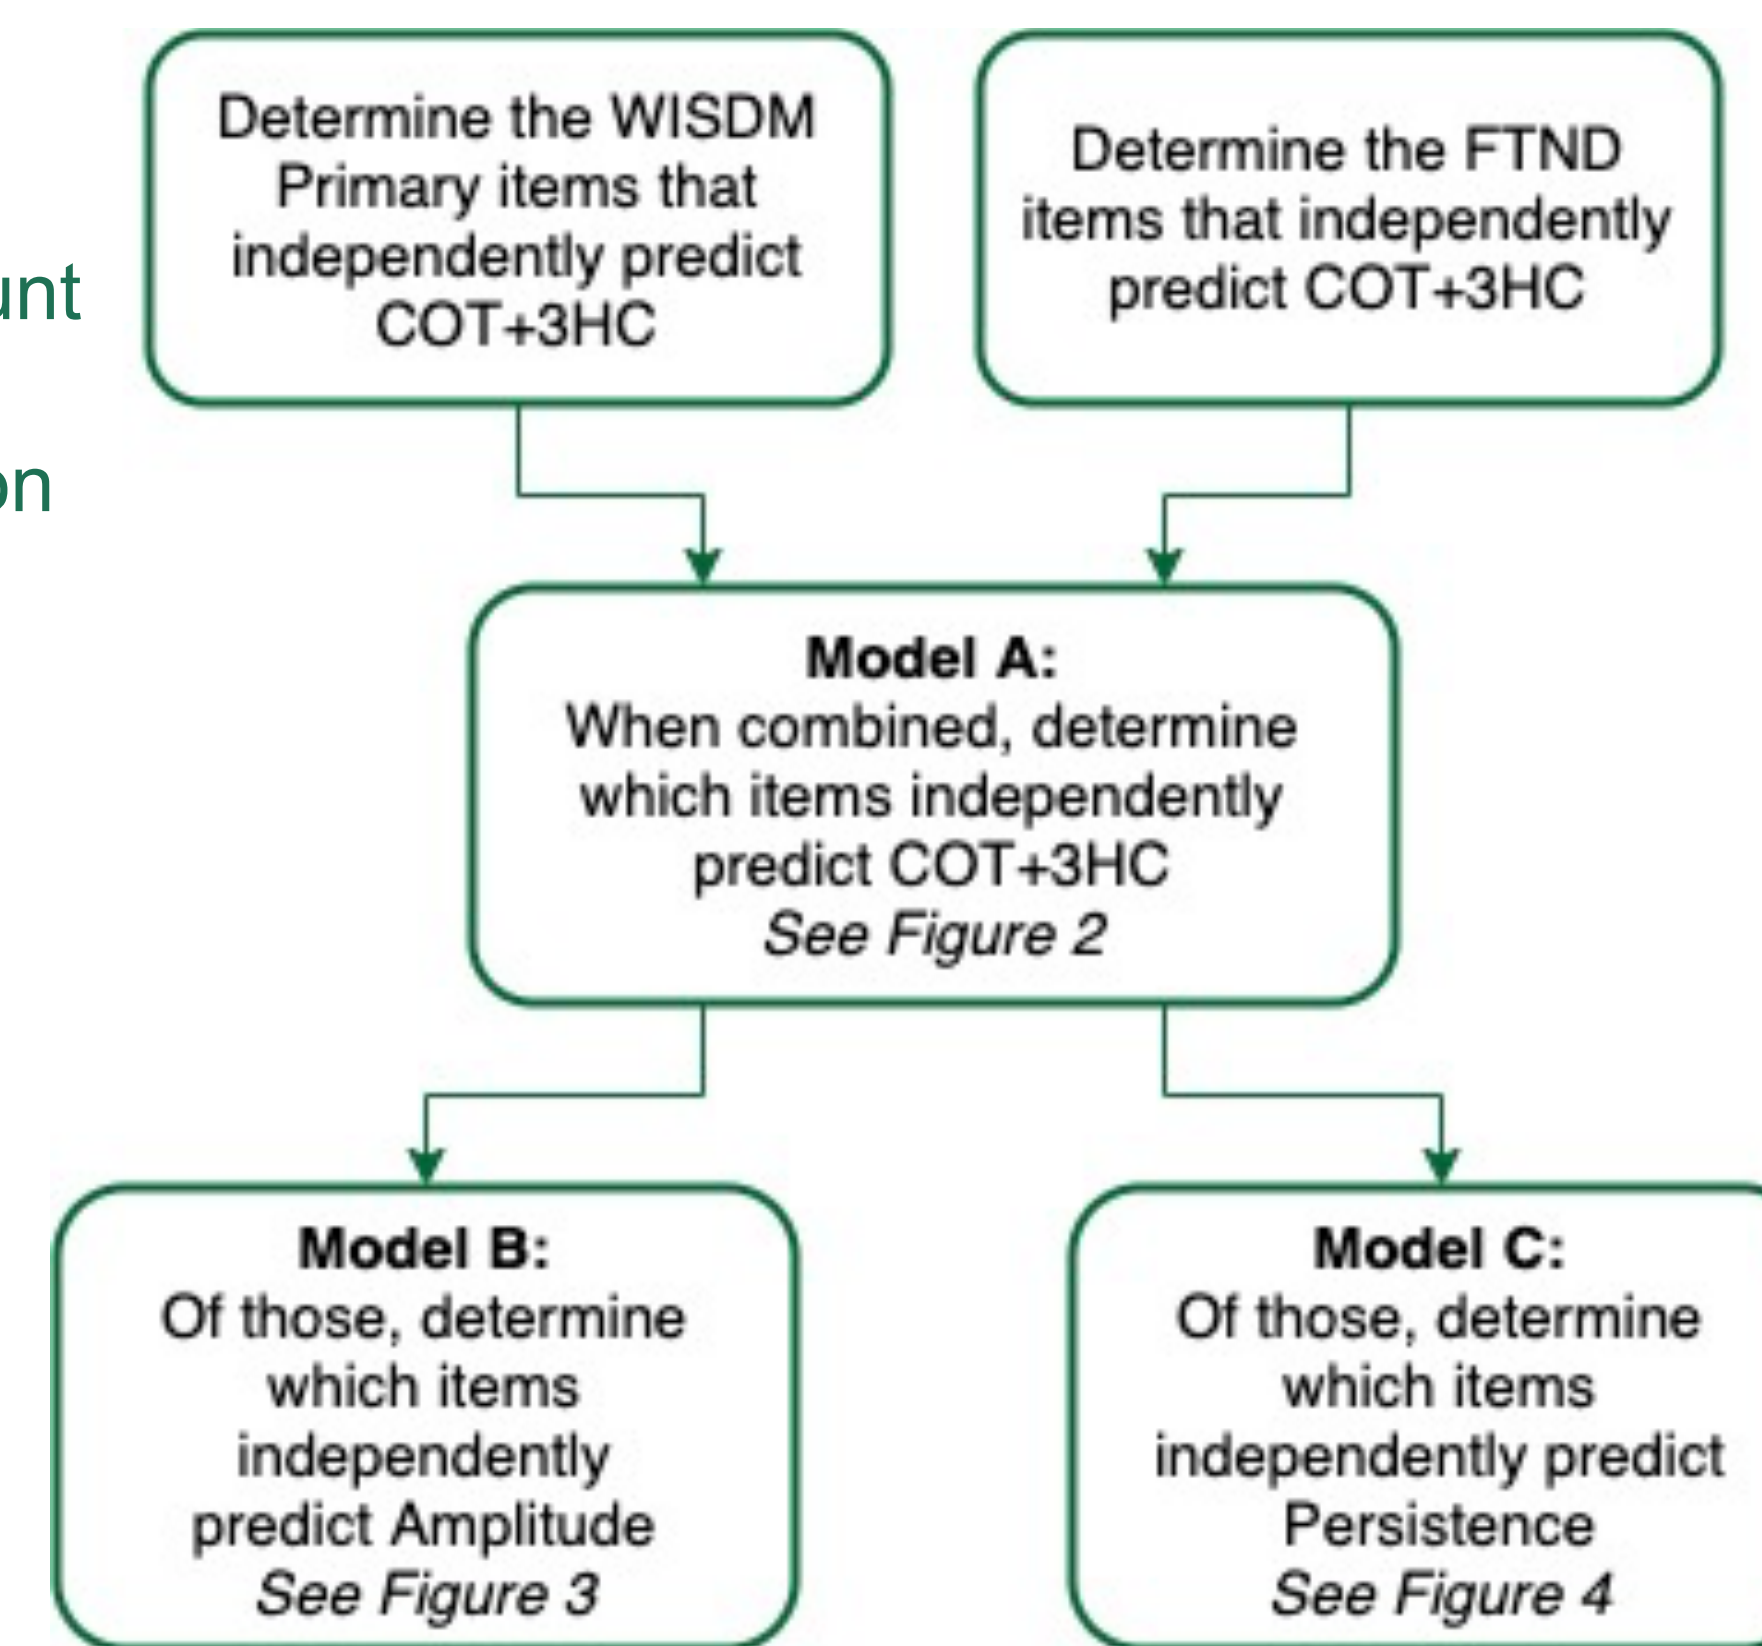 Determine the WISDM
Primary items that
independently predict
COT+3HC
Determine the FTND
items that independently
predict COT+3HC
Model A:
When combined, determine
which items independently
predict COT+3HC
See Figure 2
Model B:
Of those, determine
which items
independently
predict Amplitude
See Figure 3
Model C:
Of those, determine
which items
independently predict
Persistence
See Figure 4